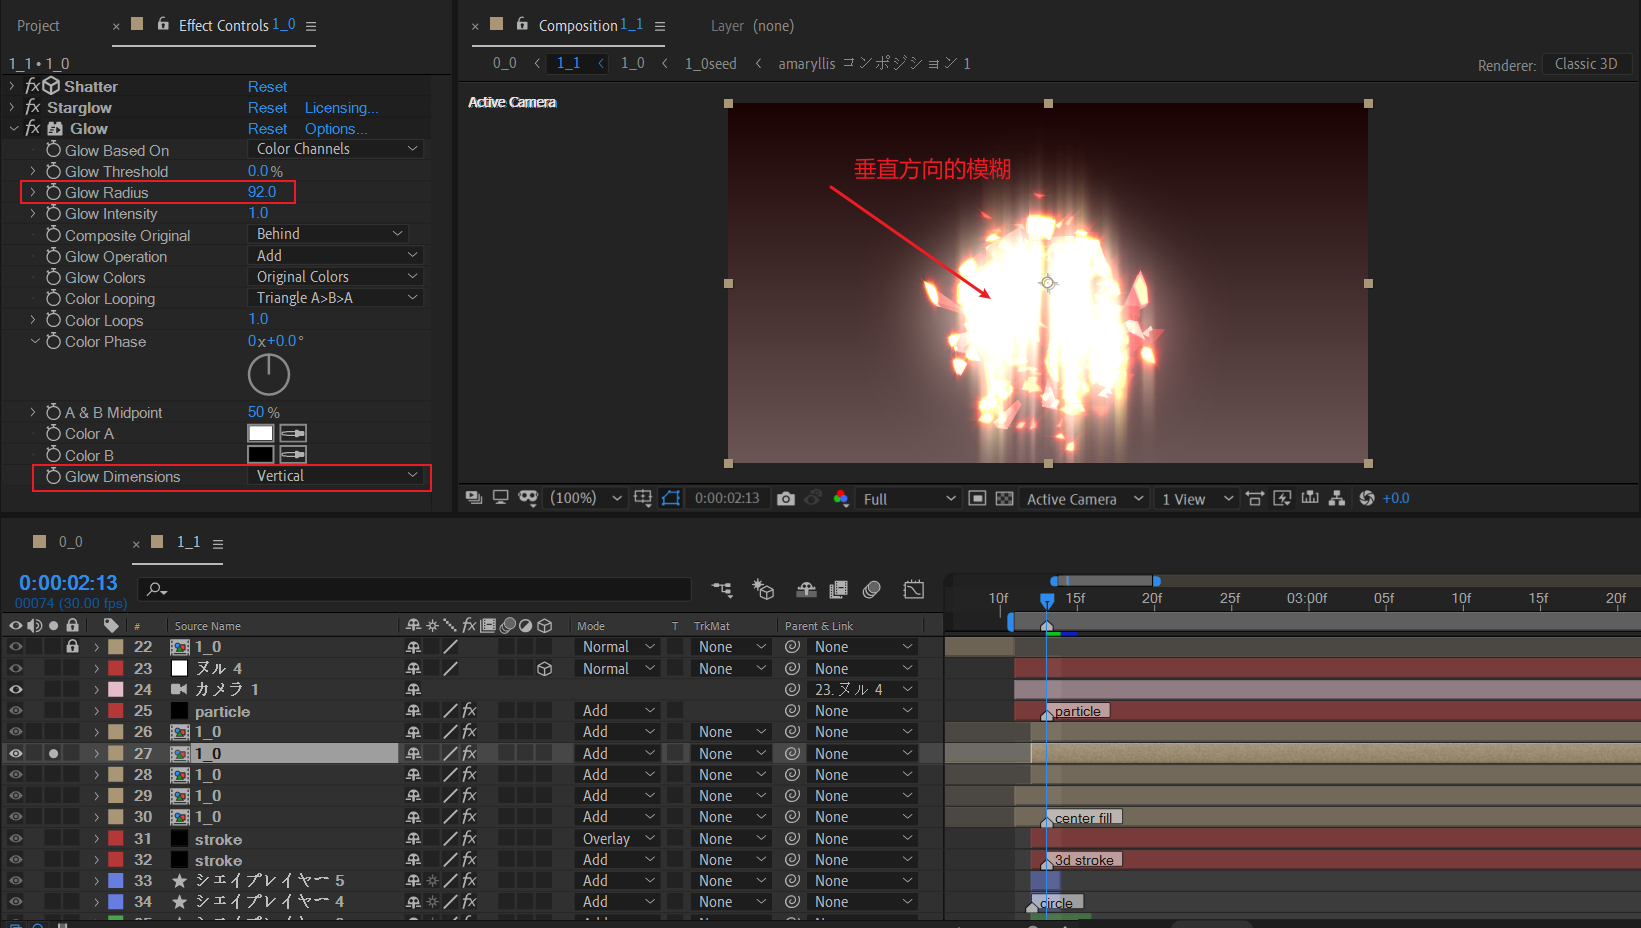 Project
Effect Controls 1_0
1_1 • 1_0
Shatter Reset
Starglow Reset Licensing...
Glow Reset Options...
Glow Based On Color Channels
Glow Threshold 0.0 %
Glow Radius 92.0
Glow Intensity 1.0
Composite Original Behind
Glow Operation Add
Glow Colors Original Colors
Color Looping Triangle A>B>A
Color Loops 1.0
Color Phase 0x+0.0°
A & B Midpoint 50 %
Color A
Color B
Glow Dimensions Vertical
Composition 1_1
Layer (none)
0_0 < 1_1 < 1_0 < 1_0seed < amaryllis コンポジション 1
Renderer: Classic 3D
Active Camera
垂直方向的模糊
(100%) 0:00:02:13 Full Active Camera 1 View +0.0
0_0 1_1
0:00:02:13
00074 (30.00 fps)
10f 15f 20f 25f 03:00f 05f 10f 15f 20f
# Source Name Mode T TrkMat Parent & Link
22 1_0 Normal None None
23 ヌル 4 Normal None None
24 カメラ 1 23. ヌル 4
25 particle Add None particle
26 1_0 Add None None
27 1_0 Add None None
28 1_0 Add None None
29 1_0 Add None None
30 1_0 Add None None center fill
31 stroke Overlay None None
32 stroke Add None None 3d stroke
33 シェイプレイヤー 5 Add None None
34 シェイプレイヤー 4 Add None None circle